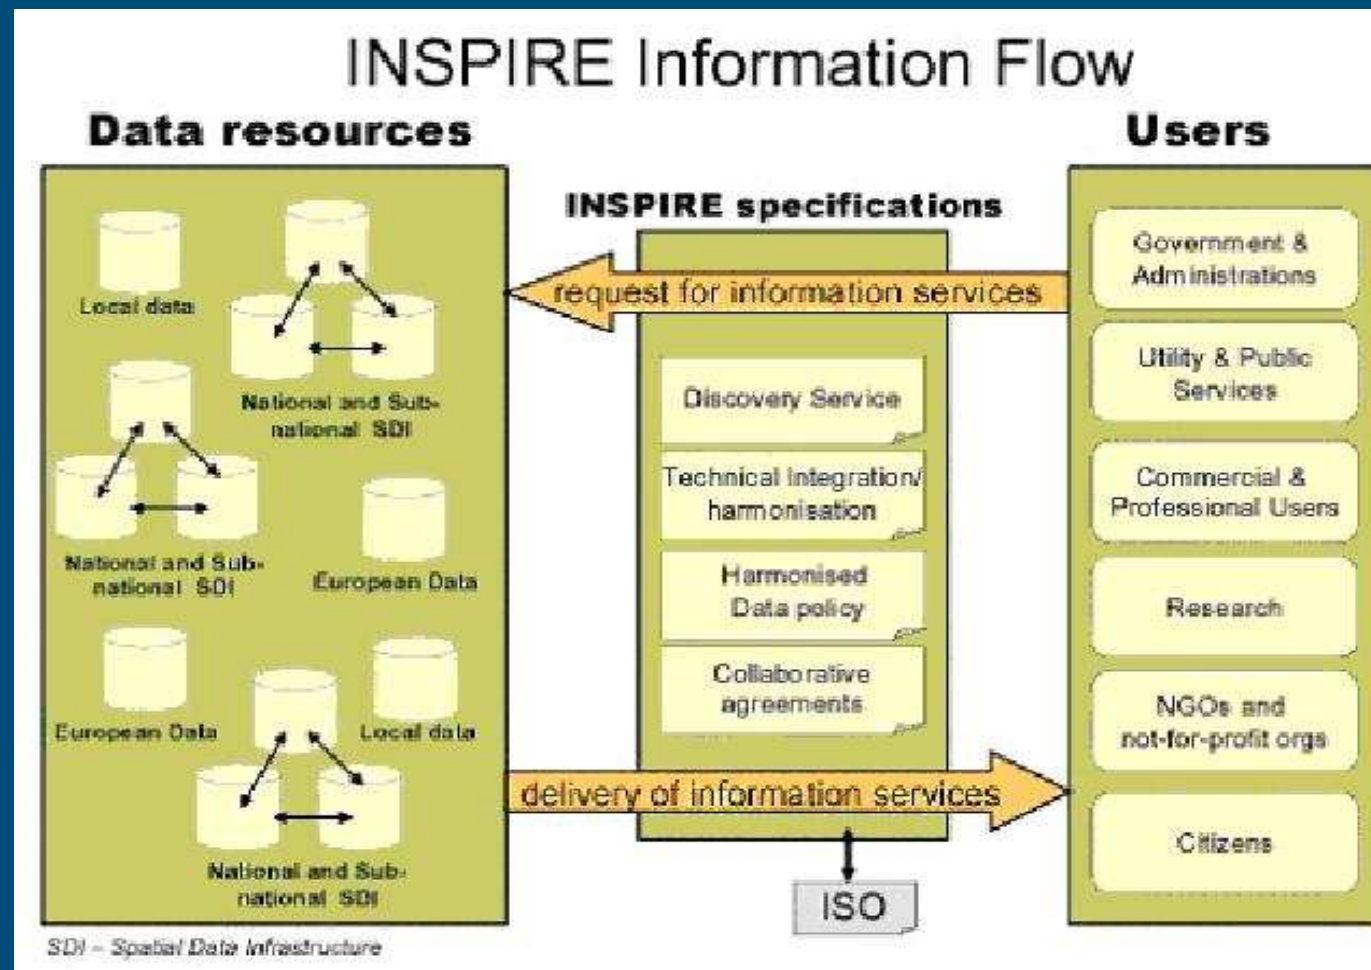 INSPIRE Information Flow
Data resources
Local data
National and Sub-
national SDI
National and Sub-
national SDI
European Data
European Data
Local data
National and Sub-
national SDI
SDI – Spatial Data Infrastructure
INSPIRE specifications
request for information services
Discovery Service
Technical Integration/
harmonisation
Harmonised
Data policy
Collaborative
agreements
delivery of information services
ISO
Users
Government &
Administrations
Utility & Public
Services
Commercial &
Professional Users
Research
NGOs and
not-for-profit orgs
Citizens